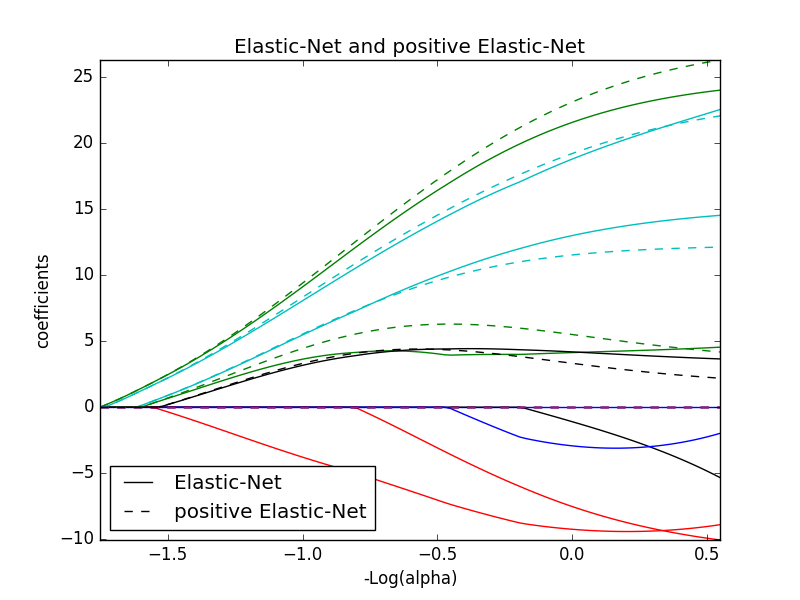 Elastic-Net and positive Elastic-Net
25
20
15
10
5
0
−5
−10
coefficients
Elastic-Net
positive Elastic-Net
−1.5 −1.0 −0.5 0.0 0.5
-Log(alpha)